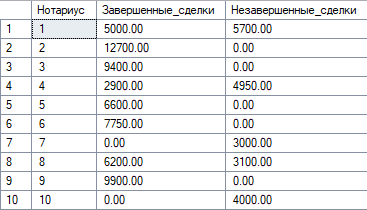 Нотариус Завершенные_сделки Незавершенные_сделки
1 1 5000.00 5700.00
2 2 12700.00 0.00
3 3 9400.00 0.00
4 4 2900.00 4950.00
5 5 6600.00 0.00
6 6 7750.00 0.00
7 7 0.00 3000.00
8 8 6200.00 3100.00
9 9 9900.00 0.00
10 10 0.00 4000.00